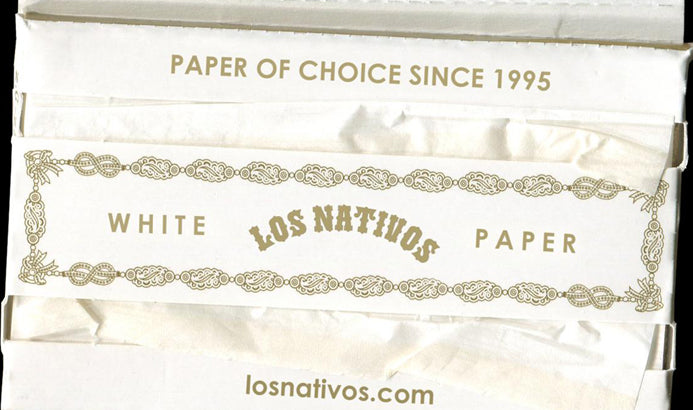 PAPER OF CHOICE SINCE 1995
WHITE LOS NATIVOS PAPER
losnativos.com